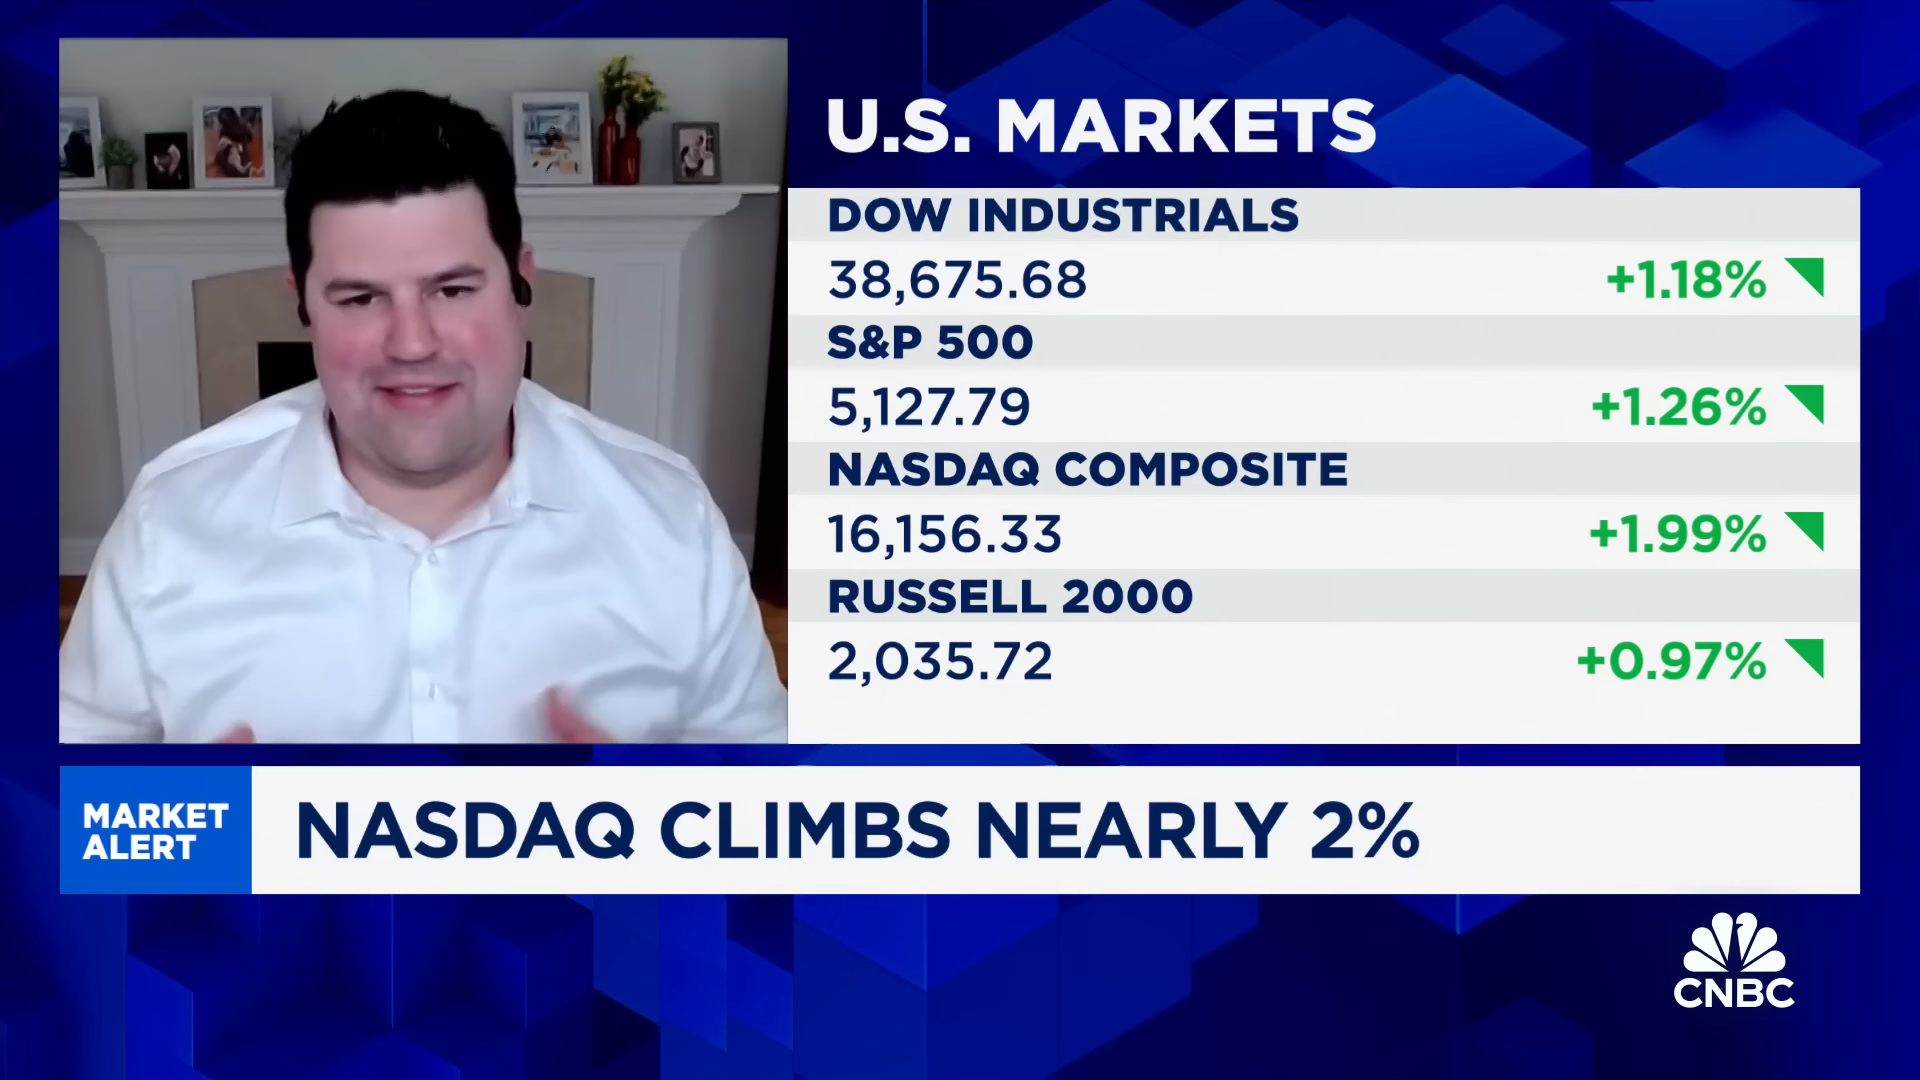 U.S. MARKETS
DOW INDUSTRIALS
38,675.68 +1.18%
S&P 500
5,127.79 +1.26%
NASDAQ COMPOSITE
16,156.33 +1.99%
RUSSELL 2000
2,035.72 +0.97%
MARKET
ALERT
NASDAQ CLIMBS NEARLY 2%
CNBC